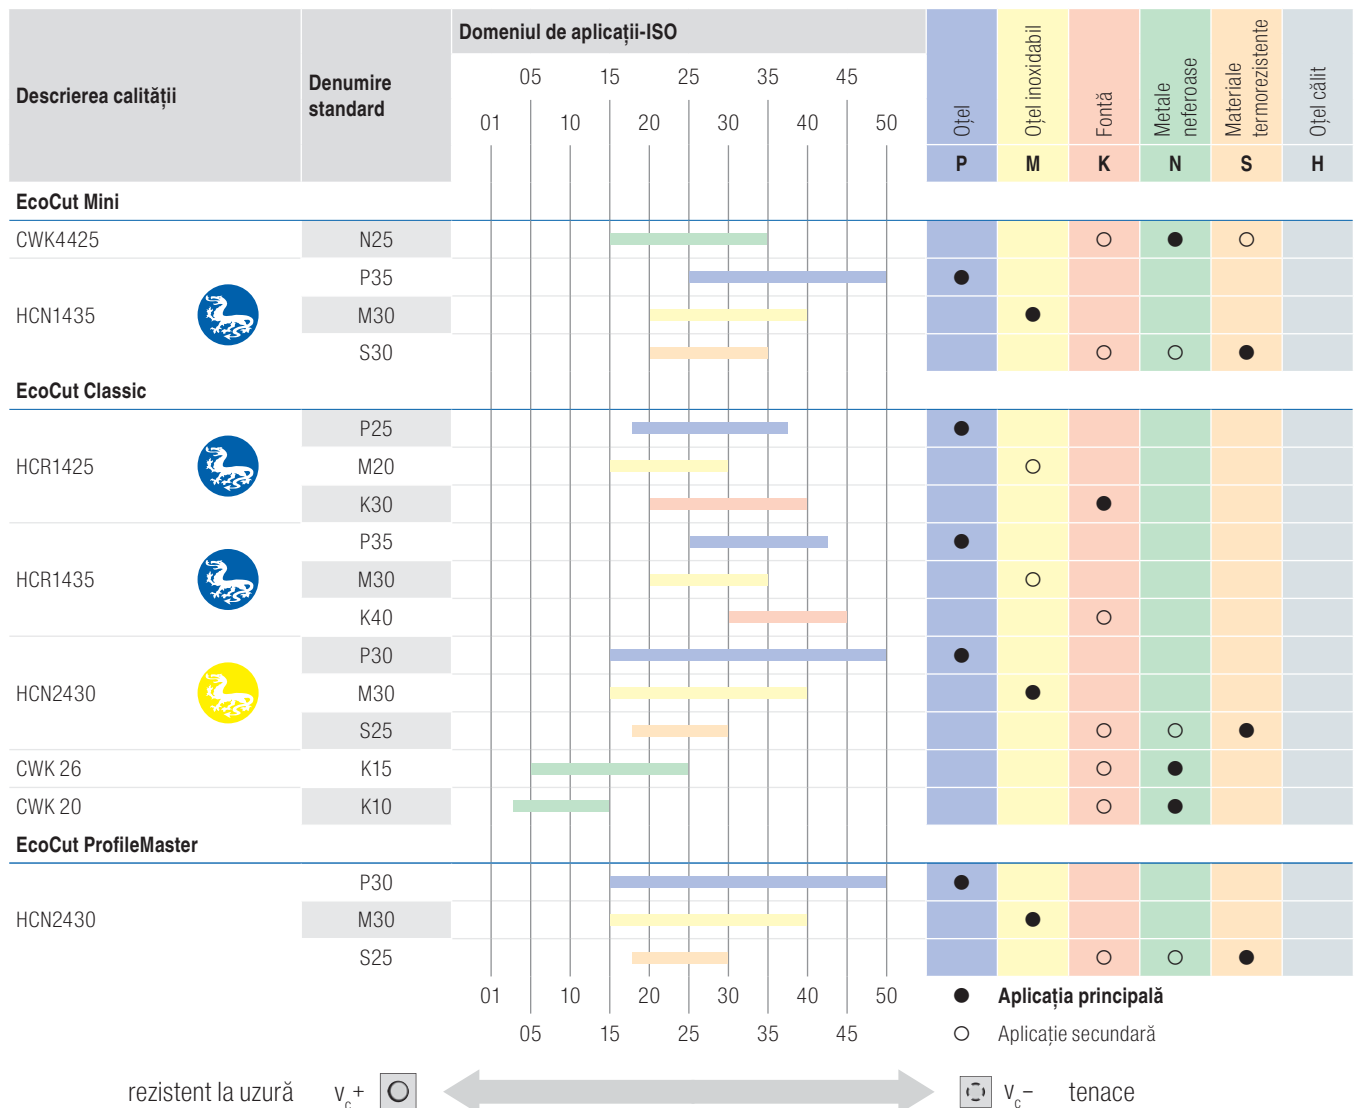 Domeniul de aplicații-ISO
Descrierea calității
Denumire
standard
05 15 25 35 45
01 10 20 30 40 50
Oțel
Oțel inoxidabil
Fontă
Metale
neferoase
Materiale
termorezistente
Oțel călit
P M K N S H
EcoCut Mini
CWK4425 N25
HCN1435
P35
M30
S30
EcoCut Classic
HCR1425
P25
M20
K30
HCR1435
P35
M30
K40
HCN2430
P30
M30
S25
CWK 26 K15
CWK 20 K10
EcoCut ProfileMaster
HCN2430
P30
M30
S25
01 10 20 30 40 50
05 15 25 35 45
Aplicația principală
Aplicație secundară
rezistent la uzură vc+
vc− tenace